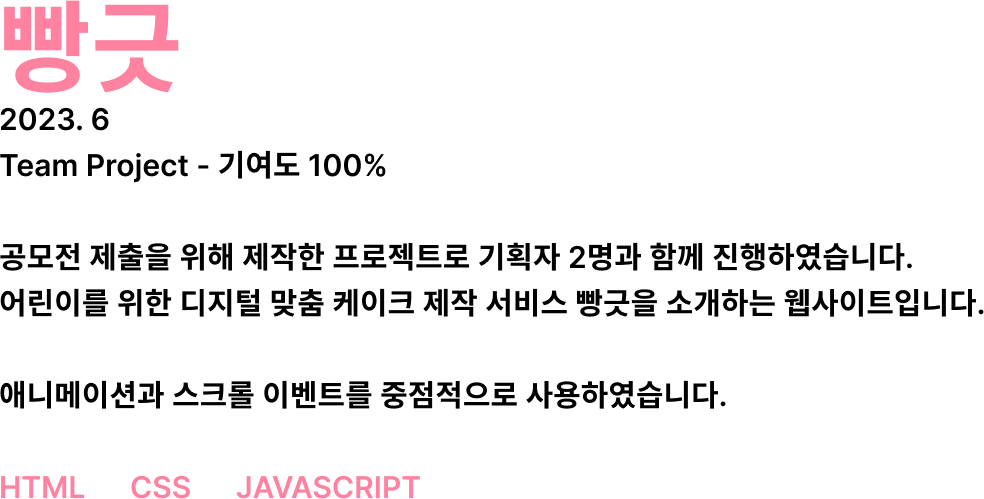 빵긋
2023. 6
Team Project - 기여도 100%
공모전 제출을 위해 제작한 프로젝트로 기획자 2명과 함께 진행하였습니다.
어린이를 위한 디지털 맞춤 케이크 제작 서비스 빵긋을 소개하는 웹사이트입니다.
애니메이션과 스크롤 이벤트를 중점적으로 사용하였습니다.
HTML CSS JAVASCRIPT